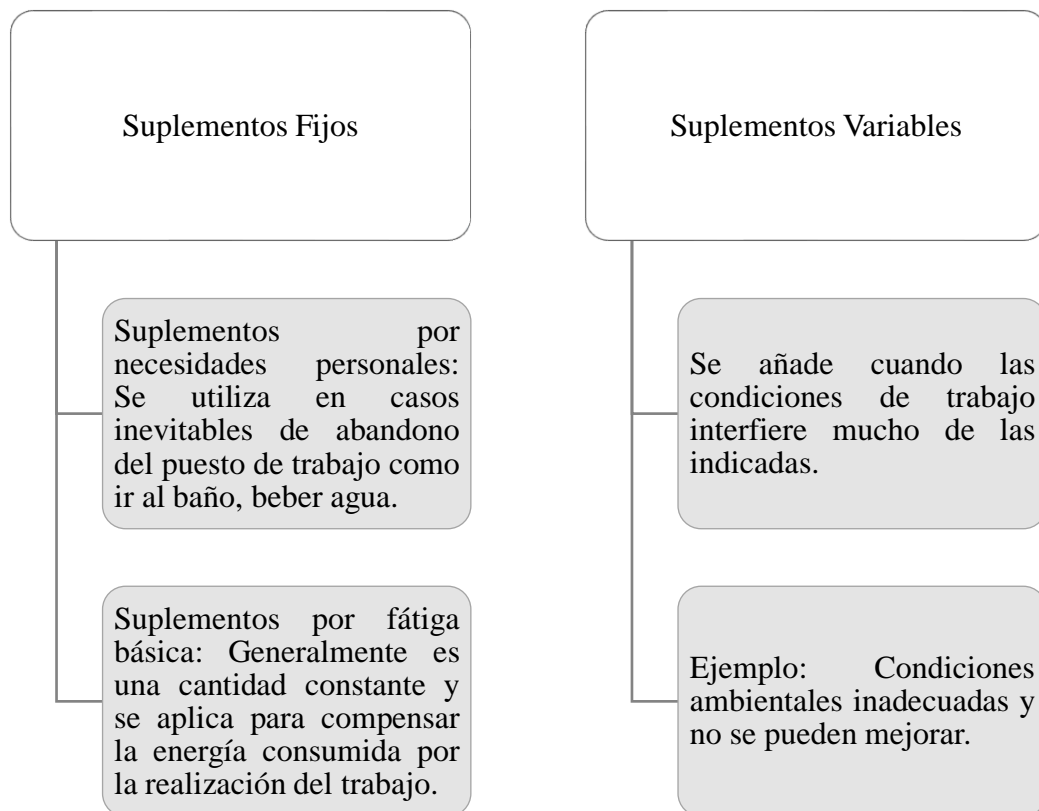 Suplementos Fijos
Suplementos por
necesidades personales:
Se utiliza en casos
inevitables de abandono
del puesto de trabajo como
ir al baño, beber agua.
Suplementos por fátiga
básica: Generalmente es
una cantidad constante y
se aplica para compensar
la energía consumida por
la realización del trabajo.
Suplementos Variables
Se añade cuando las
condiciones de trabajo
interfiere mucho de las
indicadas.
Ejemplo: Condiciones
ambientales inadecuadas y
no se pueden mejorar.